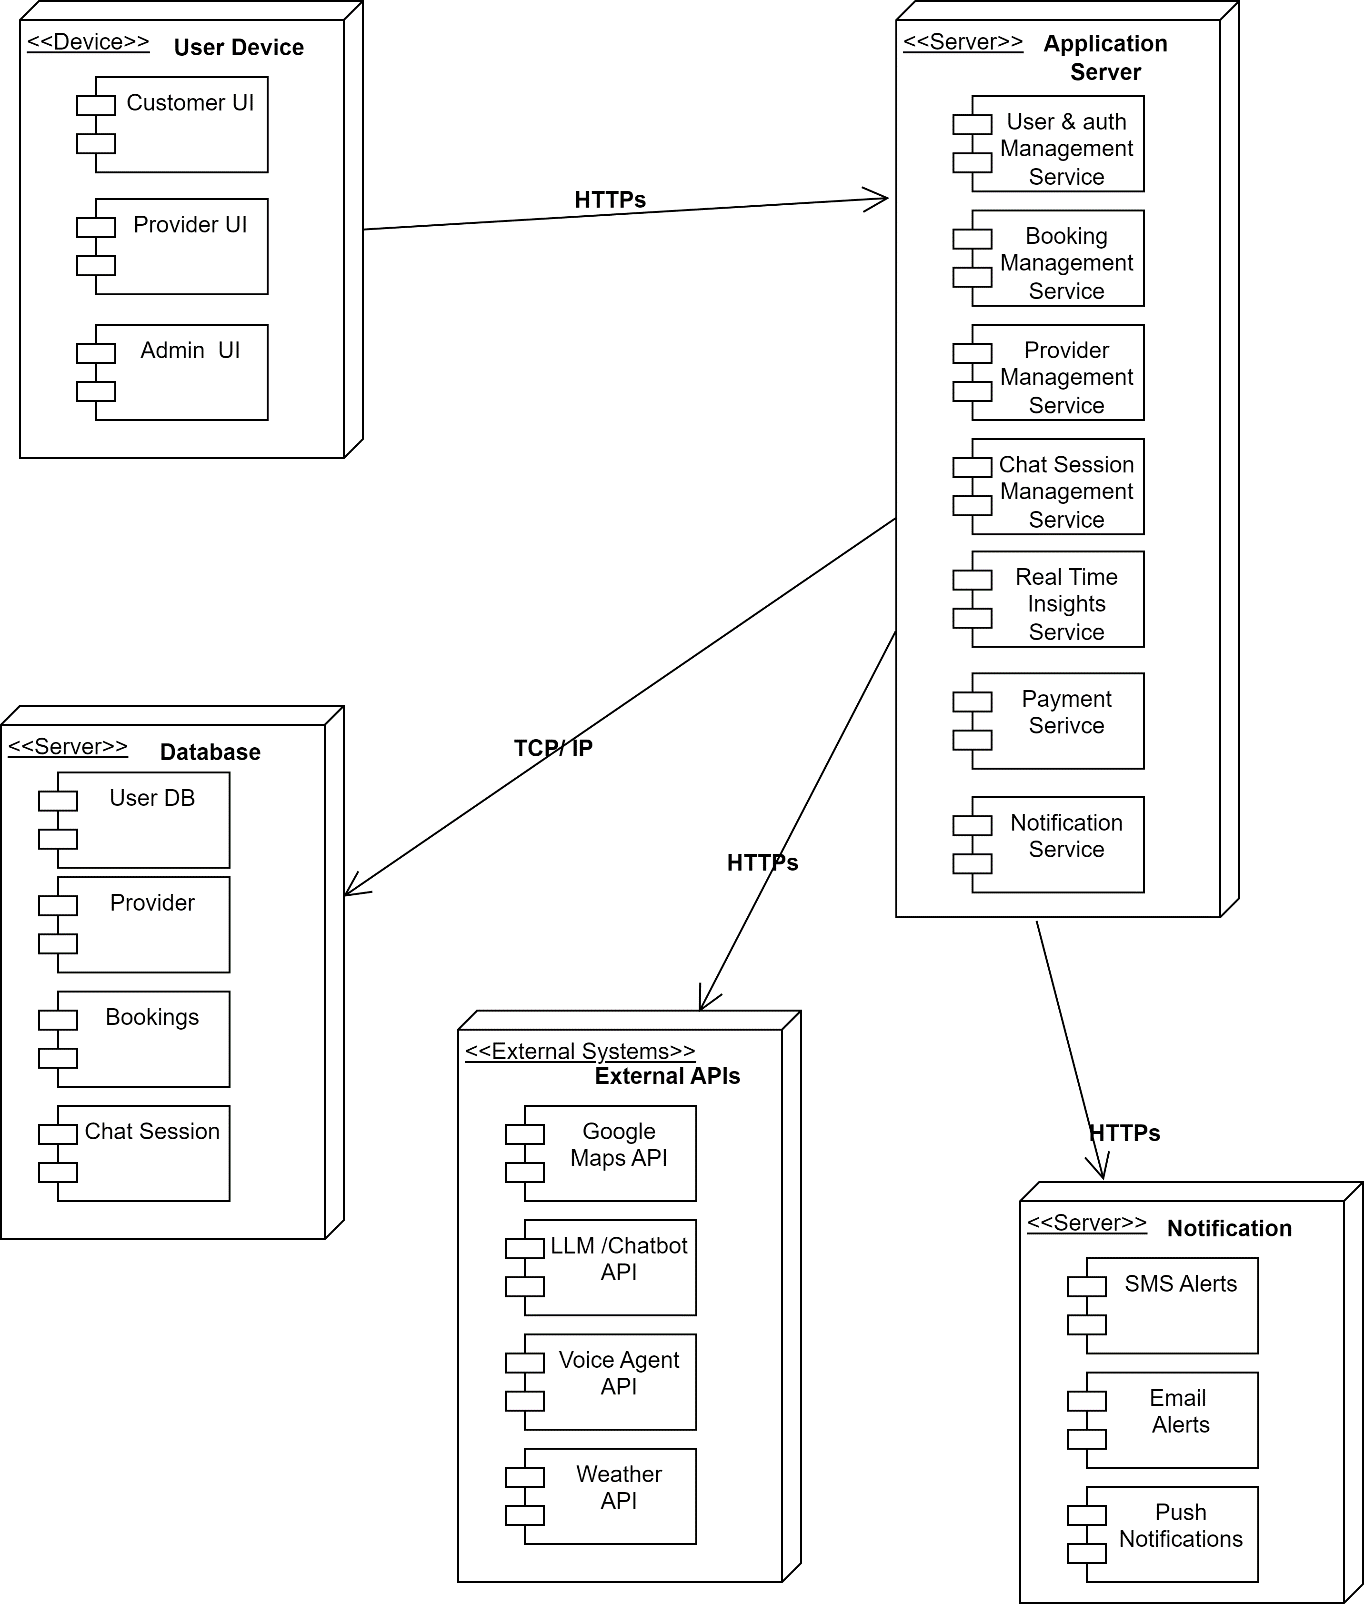 <<Device>>
User Device
Customer UI
Provider UI
Admin  UI
HTTPs
<<Server>>
Application
Server
User & auth
Management
Service
Booking
Management
Service
Provider
Management
Service
Chat Session
Management
Service
Real Time
Insights
Service
Payment
Serivce
Notification
Service
TCP/ IP
HTTPs
HTTPs
<<Server>>
Database
User DB
Provider
Bookings
Chat Session
<<External Systems>>
External APIs
Google
Maps API
LLM /Chatbot
API
Voice Agent
API
Weather
API
<<Server>>
Notification
SMS Alerts
Email
Alerts
Push
Notifications